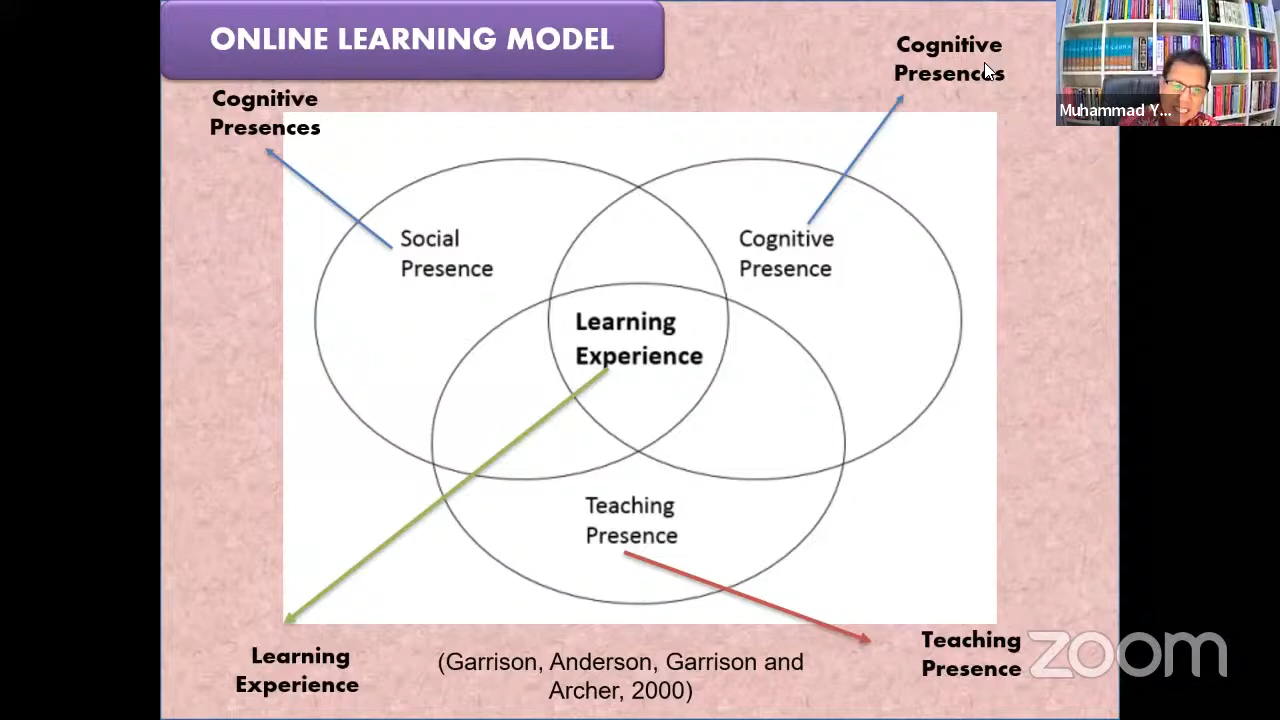 ONLINE LEARNING MODEL
Cognitive
Presences
Cognitive
Presences
Muhammad Y...
Social
Presence
Cognitive
Presence
Learning
Experience
Teaching
Presence
Learning
Experience
(Garrison, Anderson, Garrison and
Archer, 2000)
Teaching
Presence
zoom